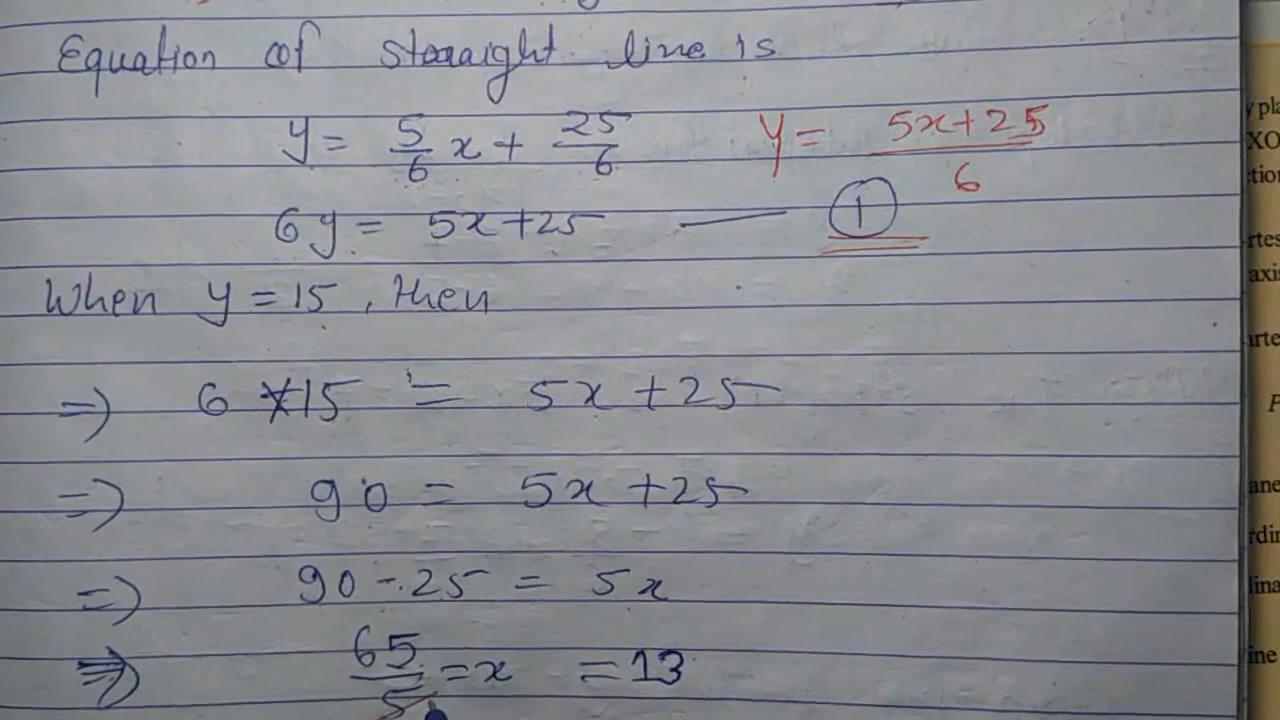 Equation of straight line is
y = 5/6 x + 25/6 y = 5x+25/6
6y = 5x+25 — ①
When y = 15, then
⇒ 6 × 15 = 5x + 25
⇒ 90 = 5x + 25
⇒ 90 - 25 = 5x
⇒ 65/5 = x = 13
XO
P